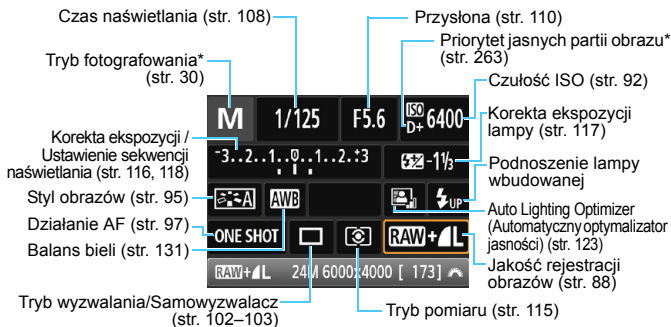 Czas naświetlania (str. 108)
Przysłona (str. 110)
Priorytet jasnych partii obrazu*
(str. 263)
Tryb fotografowania*
(str. 30)
Czułość ISO (str. 92)
M 1/125 F5.6 ISO D+ 6400
Korekta ekspozycji
lampy (str. 117)
Korekta ekspozycji /
Ustawienie sekwencji
naświetlania (str. 116, 118)
-3..2..1..0..1..2.:+3 -1⅓
Podnoszenie lampy
wbudowanej
Styl obrazów (str. 95)
A AWB UP
Auto Lighting Optimizer
(Automatyczny optymalizator
jasności) (str. 123)
Działanie AF (str. 97)
ONE SHOT RAW+L
Balans bieli (str. 131)
Jakość rejestracji
obrazów (str. 88)
RAW+L 24M 6000x4000 [ 173]
Tryb wyzwalania/Samowyzwalacz
(str. 102–103)
Tryb pomiaru (str. 115)